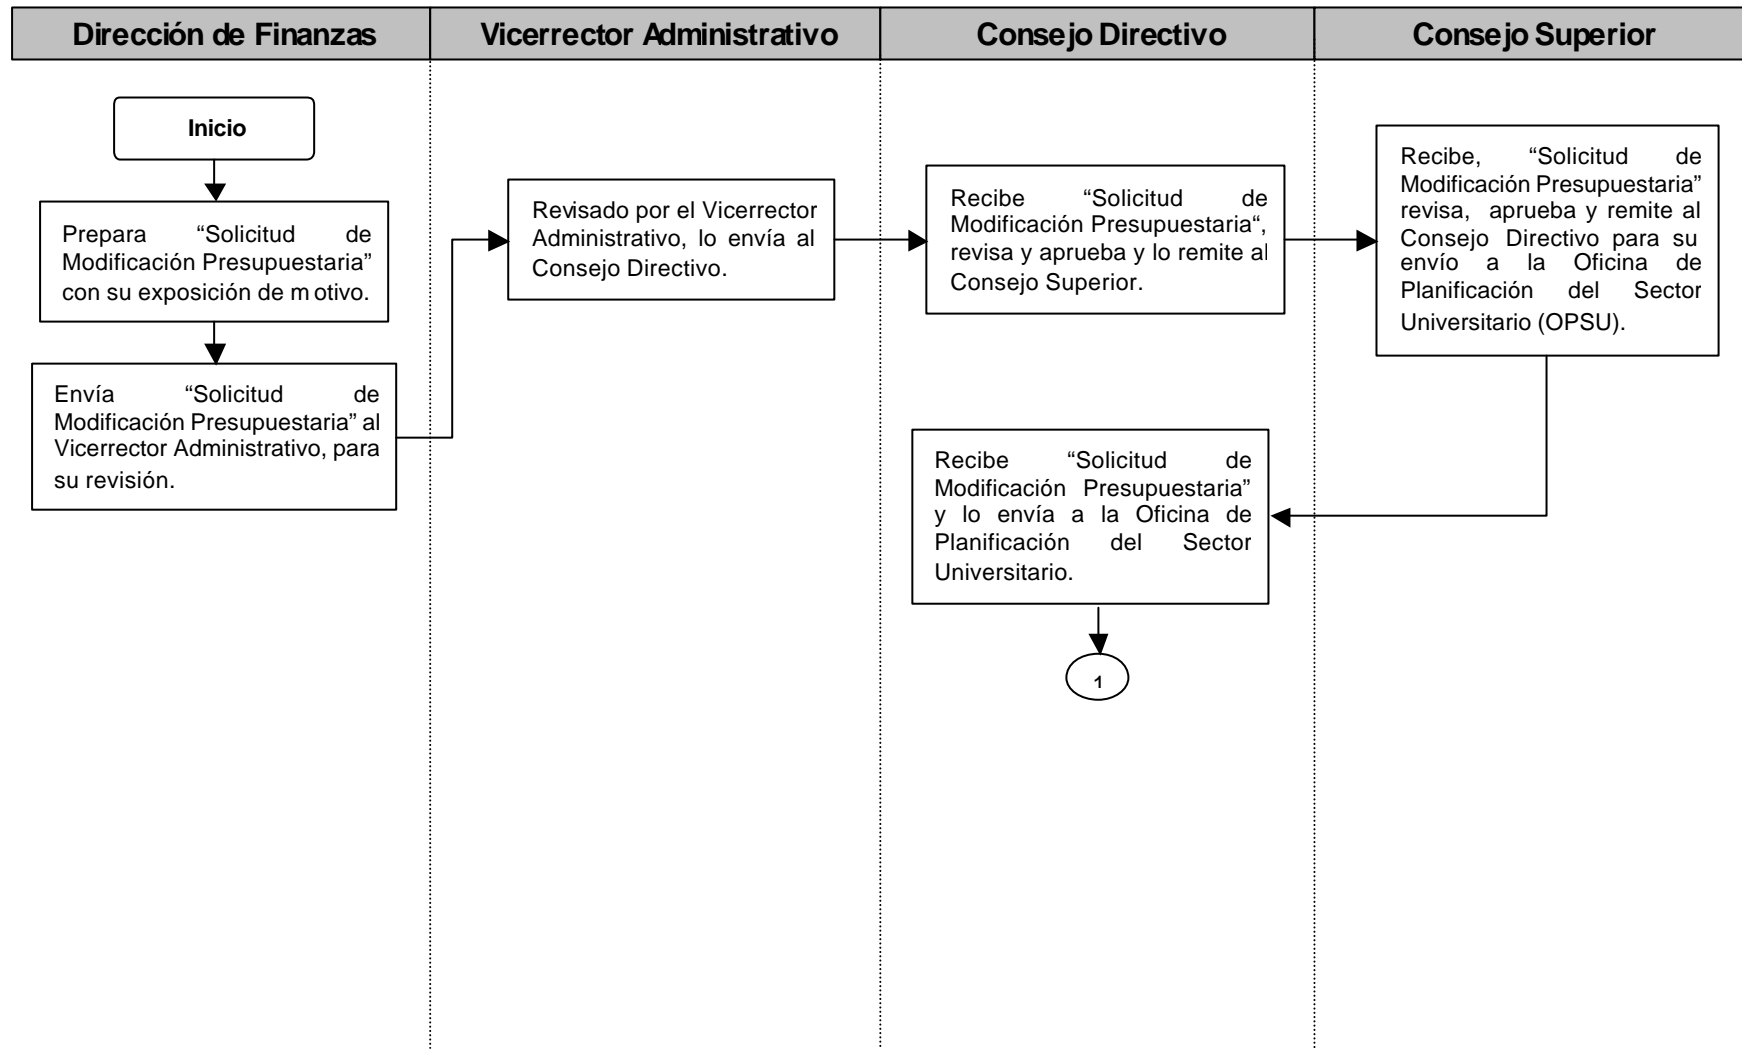 Dirección de Finanzas
Vicerrector Administrativo
Consejo Directivo
Consejo Superior
Inicio
Prepara “Solicitud de
Modificación Presupuestaria”
con su exposición de motivo.
Envía “Solicitud de
Modificación Presupuestaria” al
Vicerrector Administrativo, para
su revisión.
Revisado por el Vicerrector
Administrativo, lo envía al
Consejo Directivo.
Recibe “Solicitud de
Modificación Presupuestaria“,
revisa y aprueba y lo remite al
Consejo Superior.
Recibe, “Solicitud de
Modificación Presupuestaria”
revisa, aprueba y remite al
Consejo Directivo para su
envío a la Oficina de
Planificación del Sector
Universitario (OPSU).
Recibe “Solicitud de
Modificación Presupuestaria”
y lo envía a la Oficina de
Planificación del Sector
Universitario.
1